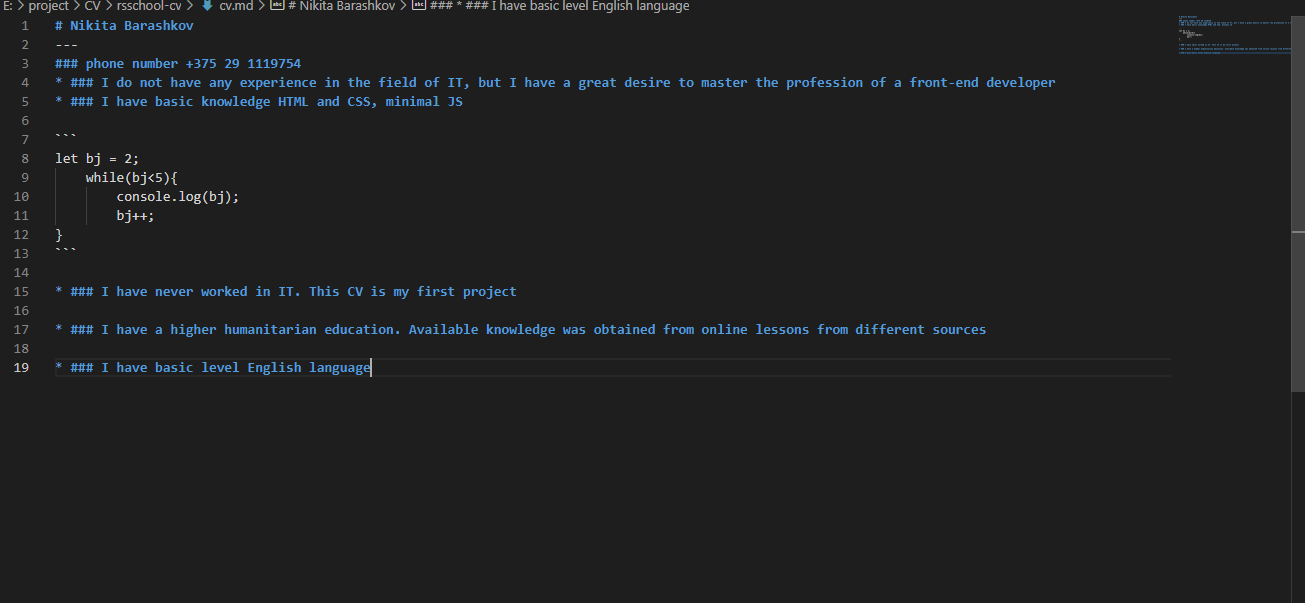 E: > project > CV > rsschool-cv > cv.md > # Nikita Barashkov > ### * ### I have basic level English language
1 # Nikita Barashkov
2 ---
3 ### phone number +375 29 1119754
4 * ### I do not have any experience in the field of IT, but I have a great desire to master the profession of a front-end developer
5 * ### I have basic knowledge HTML and CSS, minimal JS
6
7 ```
8 let bj = 2;
9     while(bj<5){
10         console.log(bj);
11         bj++;
12 }
13 ```
14
15 * ### I have never worked in IT. This CV is my first project
16
17 * ### I have a higher humanitarian education. Available knowledge was obtained from online lessons from different sources
18
19 * ### I have basic level English language